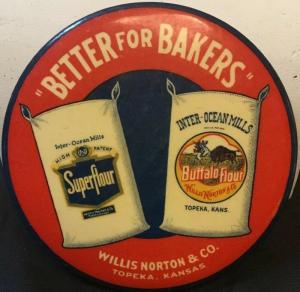 "BETTER FOR BAKERS"
Inter-Ocean Mills
HIGH PATENT
Superflour
INTER-OCEAN MILLS
Buffalo Flour
WILLIS NORTON & CO.
TOPEKA, KANS.
WILLIS NORTON & CO.
TOPEKA, KANSAS